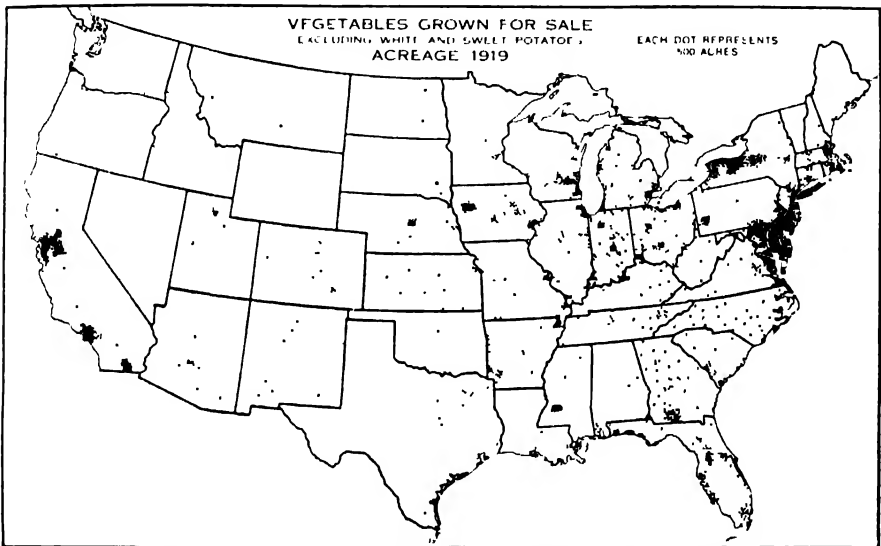 VEGETABLES GROWN FOR SALE
EXCLUDING WHITE AND SWEET POTATOES
ACREAGE 1919
EACH DOT REPRESENTS
500 ACRES